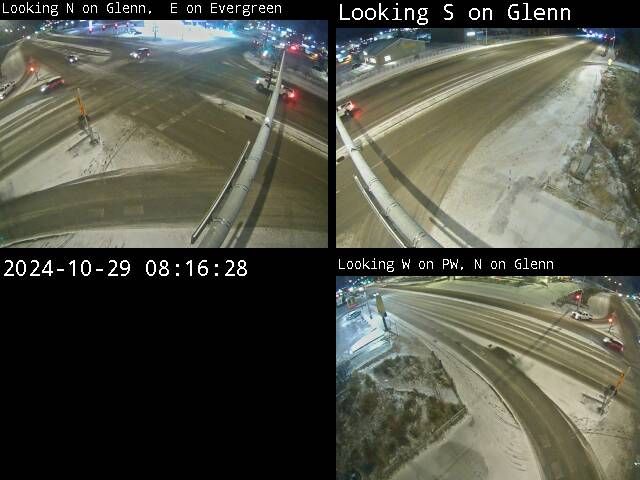 Looking N on Glenn,  E on Evergreen
Looking S on Glenn
2024-10-29 08:16:28
Looking W on PW, N on Glenn